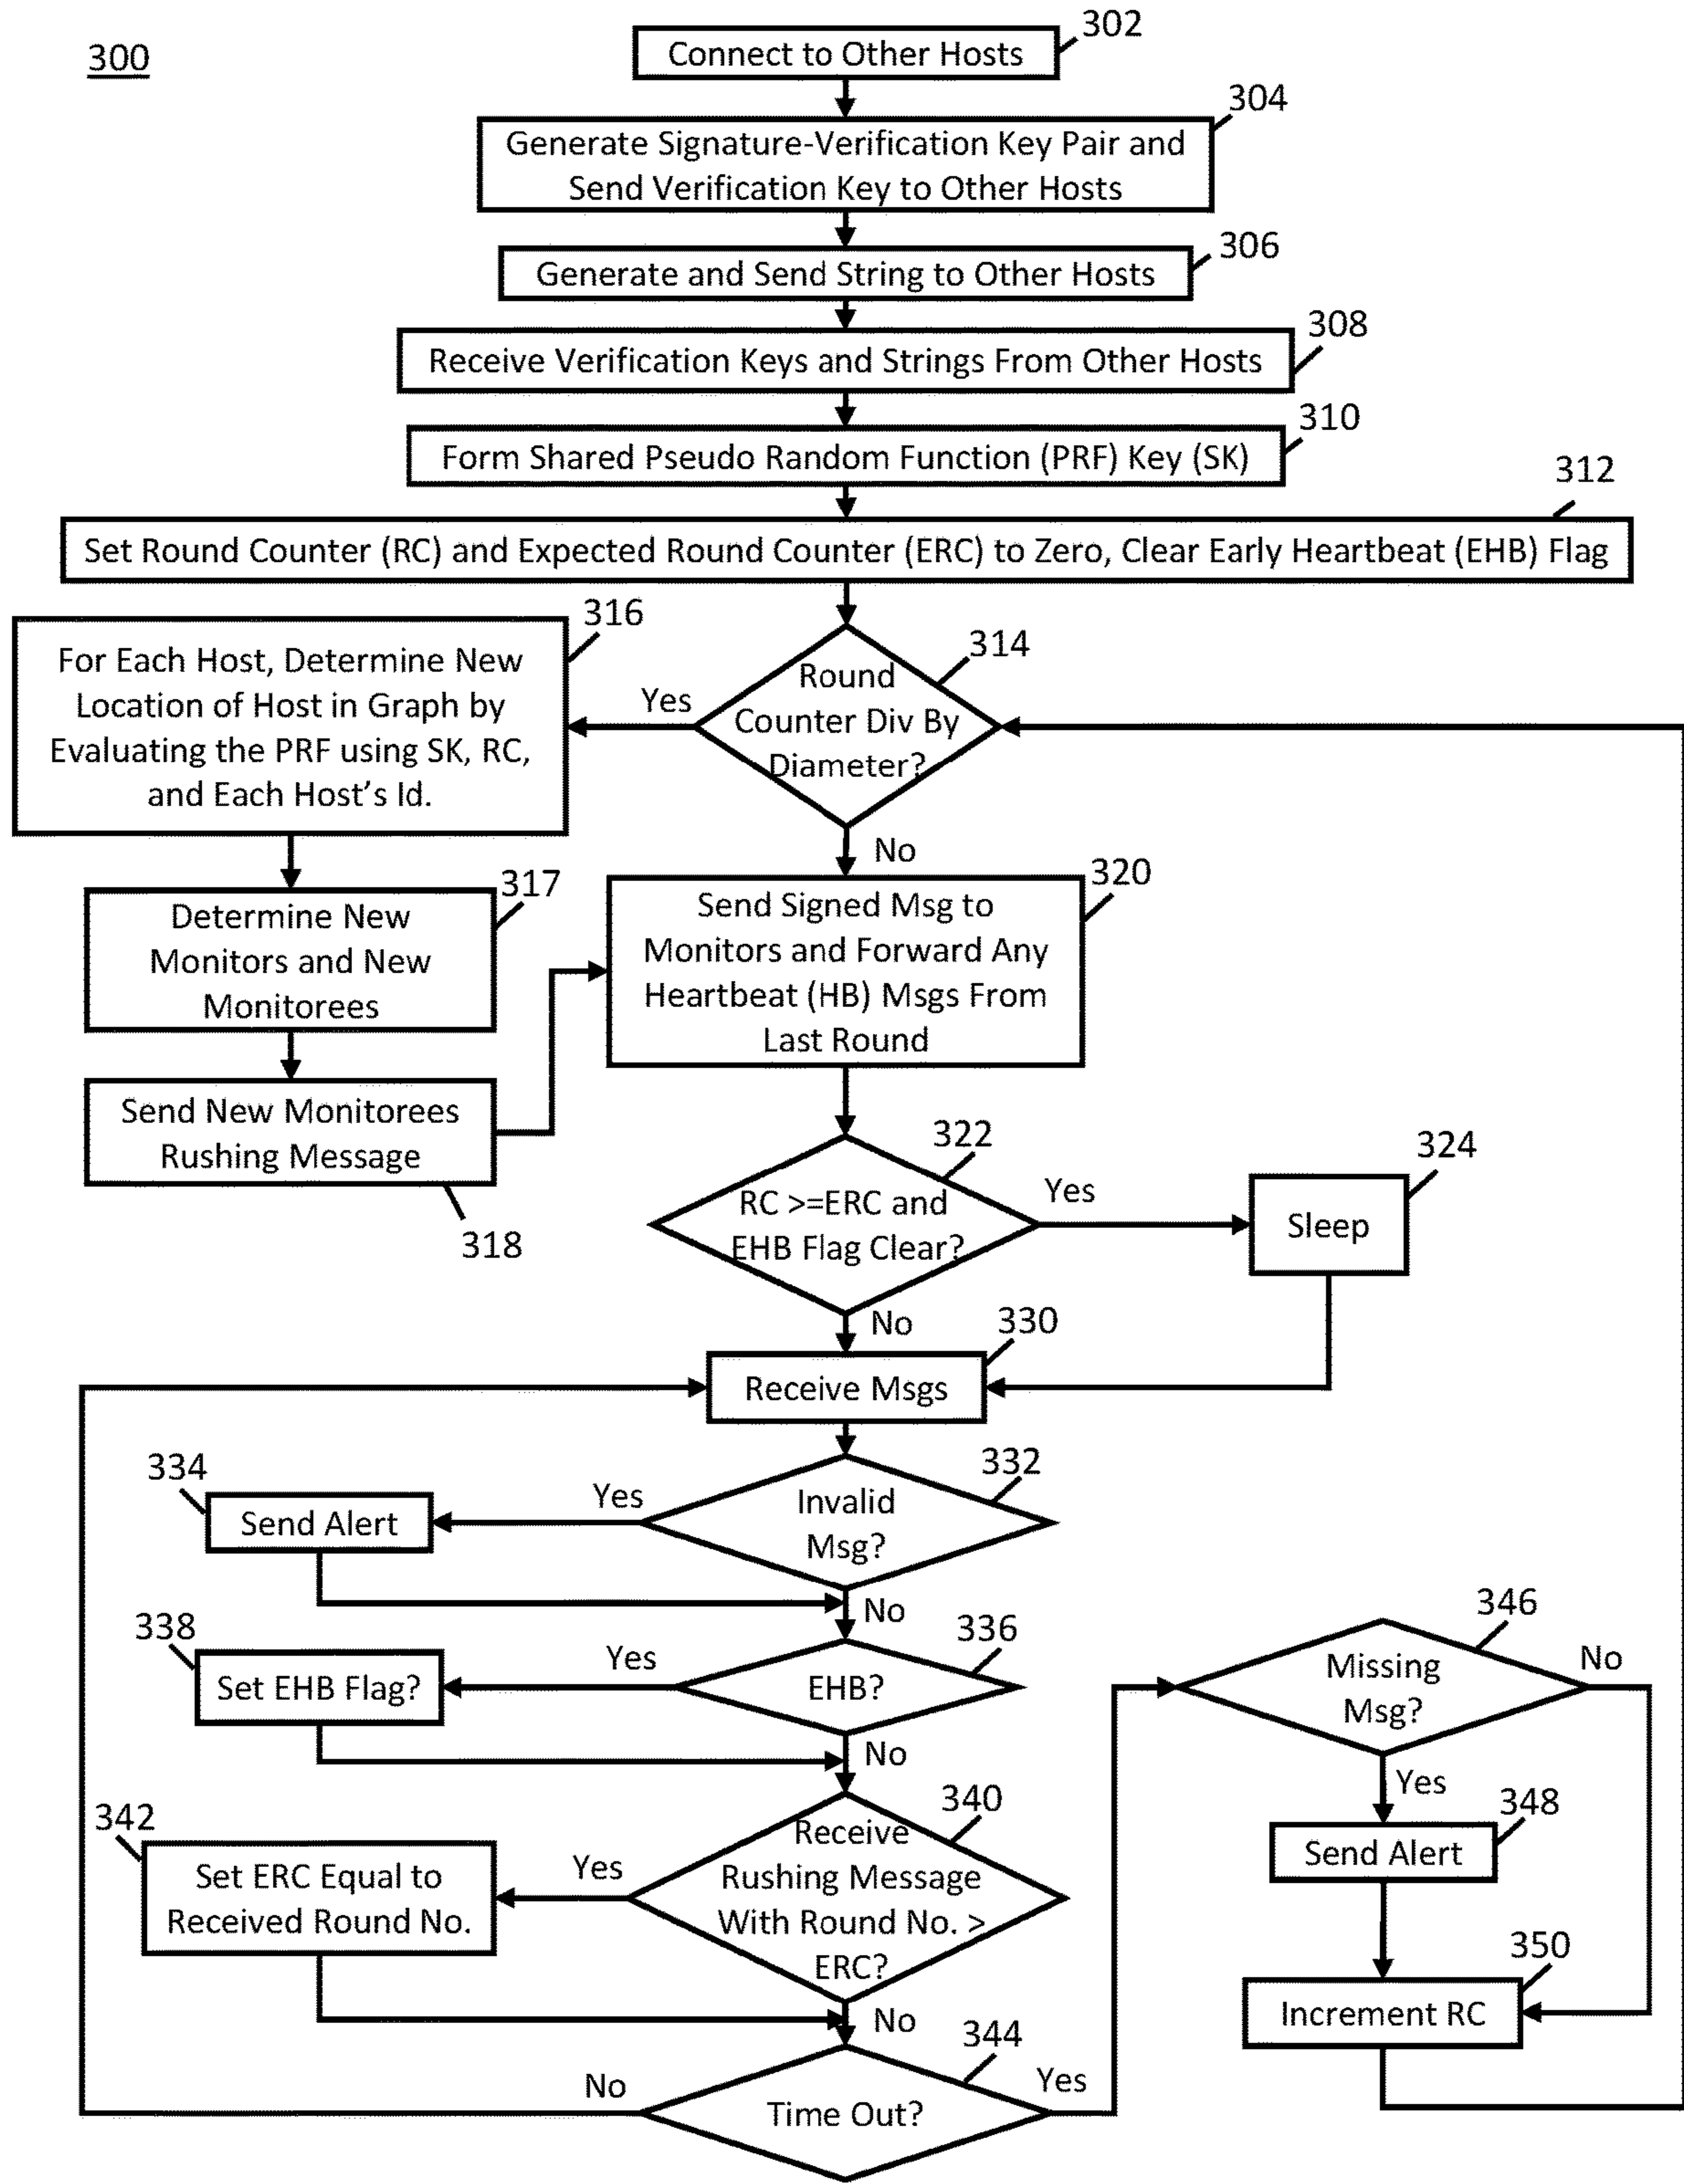 300
302
Connect to Other Hosts
304
Generate Signature-Verification Key Pair and
Send Verification Key to Other Hosts
306
Generate and Send String to Other Hosts
308
Receive Verification Keys and Strings From Other Hosts
310
Form Shared Pseudo Random Function (PRF) Key (SK)
312
Set Round Counter (RC) and Expected Round Counter (ERC) to Zero, Clear Early Heartbeat (EHB) Flag
316
For Each Host, Determine New
Location of Host in Graph by
Evaluating the PRF using SK, RC,
and Each Host's Id.
Yes
314
Round
Counter Div By
Diameter?
No
317
Determine New
Monitors and New
Monitorees
Send New Monitorees
Rushing Message
318
320
Send Signed Msg to
Monitors and Forward Any
Heartbeat (HB) Msgs From
Last Round
322
RC >=ERC and
EHB Flag Clear?
Yes
324
Sleep
No
330
Receive Msgs
332
Invalid
Msg?
Yes
334
Send Alert
No
336
EHB?
Yes
338
Set EHB Flag?
No
340
Receive
Rushing Message
With Round No. >
ERC?
Yes
342
Set ERC Equal to
Received Round No.
No
344
Time Out?
No
Yes
346
Missing
Msg?
No
Yes
348
Send Alert
350
Increment RC